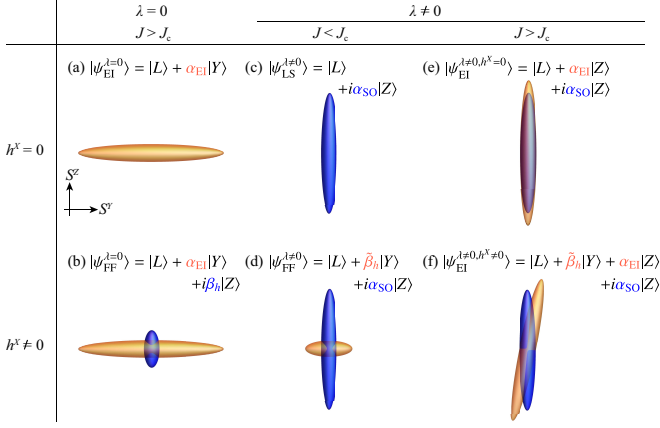 λ = 0
λ ≠ 0
J > J_c
J < J_c
J > J_c
(a) |ψ_EI^{λ=0}⟩ = |L⟩ + α_EI|Y⟩
(c) |ψ_LS^{λ≠0}⟩ = |L⟩
+iα_SO|Z⟩
(e) |ψ_EI^{λ≠0,h^X=0}⟩ = |L⟩ + α_EI|Z⟩
+iα_SO|Z⟩
h^X = 0
S^Z
S^Y
(b) |ψ_FF^{λ=0}⟩ = |L⟩ + α_EI|Y⟩
+iβ_h|Z⟩
(d) |ψ_FF^{λ≠0}⟩ = |L⟩ + β̃_h|Y⟩
+iα_SO|Z⟩
(f) |ψ_EI^{λ≠0,h^X≠0}⟩ = |L⟩ + β̃_h|Y⟩ + α_EI|Z⟩
+iα_SO|Z⟩
h^X ≠ 0